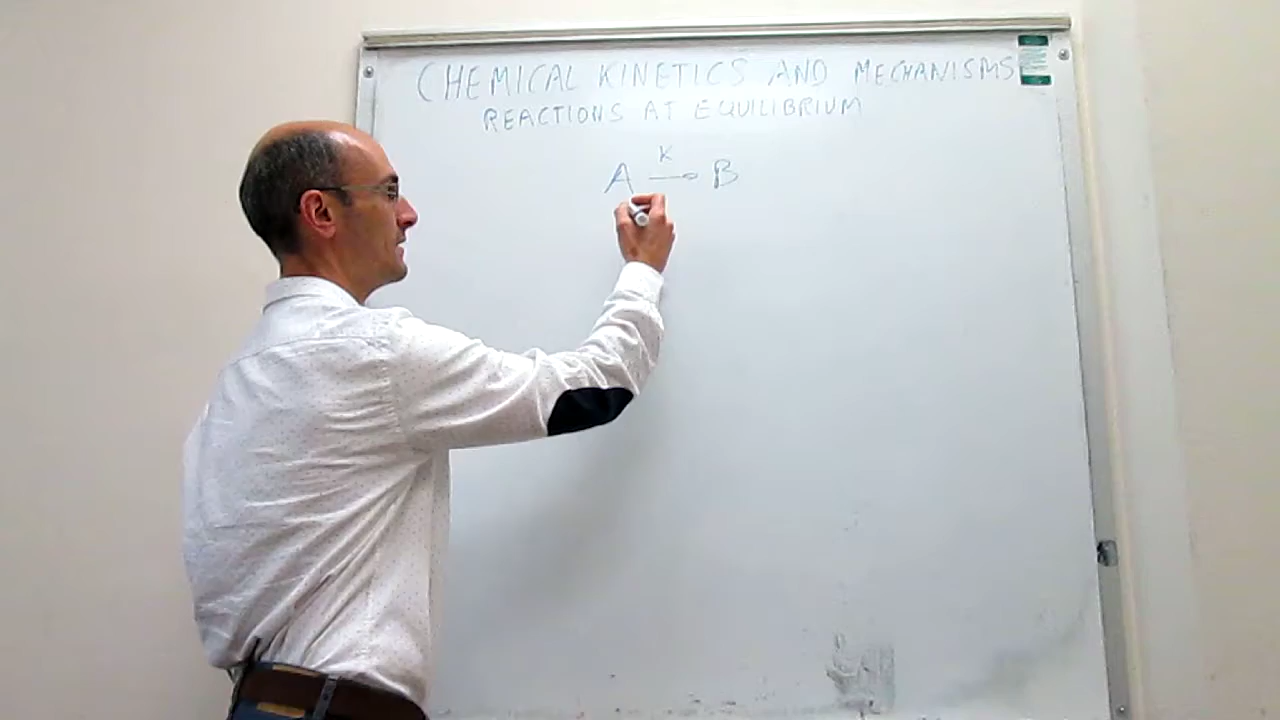 CHEMICAL KINETICS AND MECHANISMS
REACTIONS AT EQUILIBRIUM
K
A → B